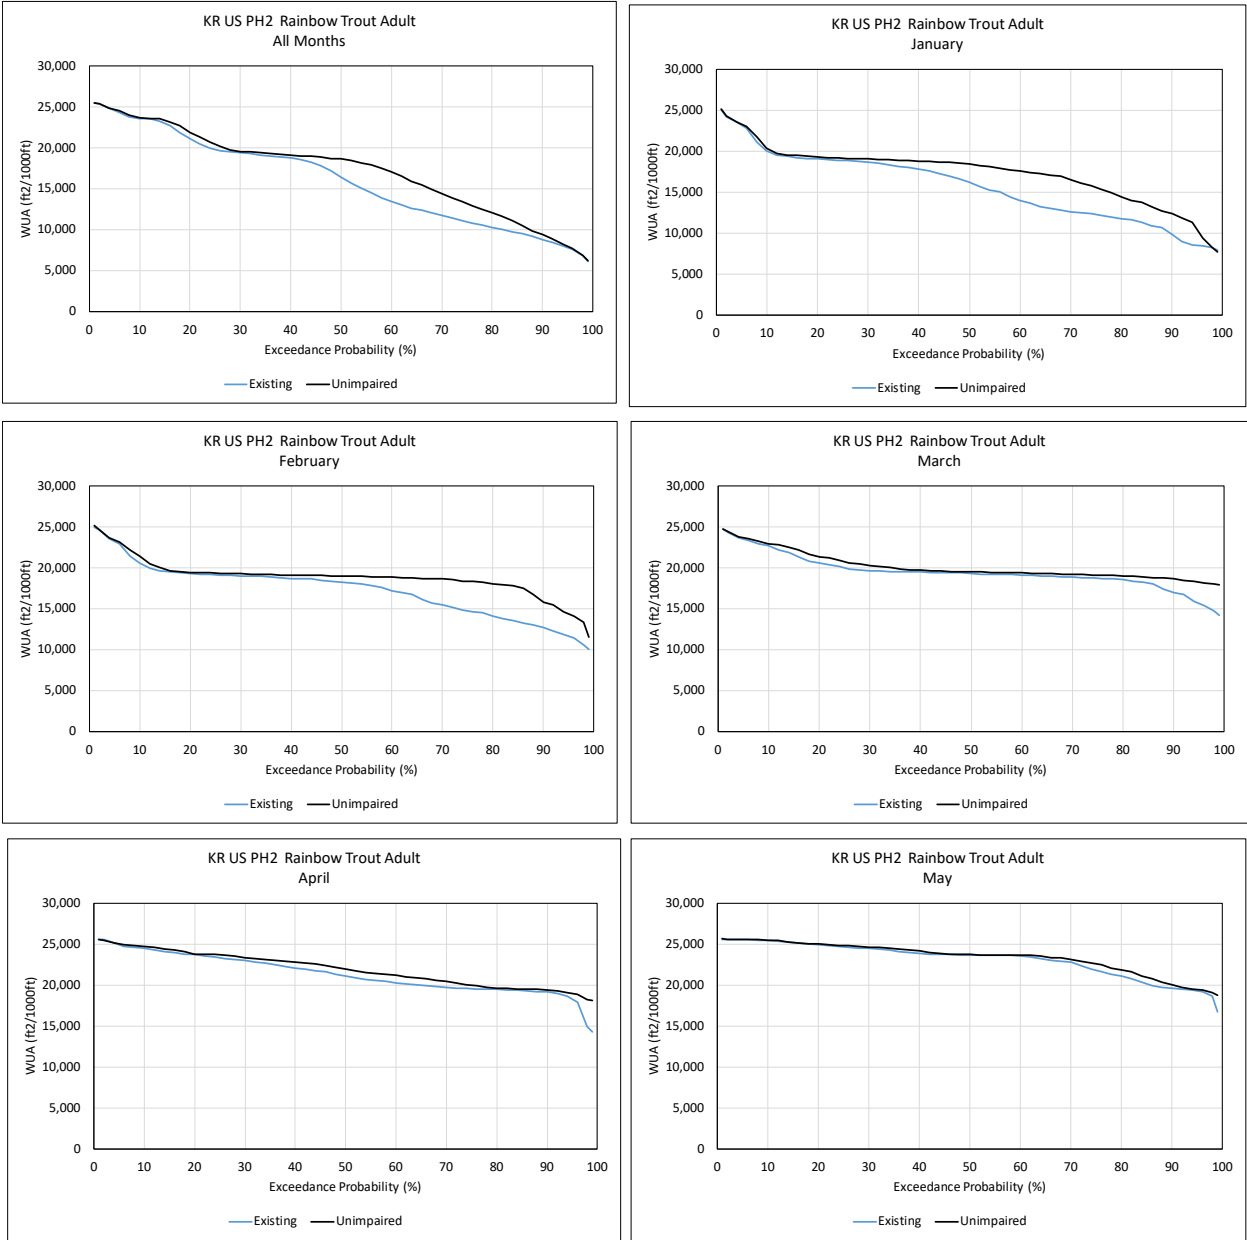 KR US PH2 Rainbow Trout Adult
All Months
30,000
25,000
20,000
15,000
10,000
5,000
0
WUA (ft2/1000ft)
0 10 20 30 40 50 60 70 80 90 100
Exceedance Probability (%)
Existing Unimpaired
KR US PH2 Rainbow Trout Adult
January
30,000
25,000
20,000
15,000
10,000
5,000
0
WUA (ft2/1000ft)
0 10 20 30 40 50 60 70 80 90 100
Exceedance Probability (%)
Existing Unimpaired
KR US PH2 Rainbow Trout Adult
February
30,000
25,000
20,000
15,000
10,000
5,000
0
WUA (ft2/1000ft)
0 10 20 30 40 50 60 70 80 90 100
Exceedance Probability (%)
Existing Unimpaired
KR US PH2 Rainbow Trout Adult
March
30,000
25,000
20,000
15,000
10,000
5,000
0
WUA (ft2/1000ft)
0 10 20 30 40 50 60 70 80 90 100
Exceedance Probability (%)
Existing Unimpaired
KR US PH2 Rainbow Trout Adult
April
30,000
25,000
20,000
15,000
10,000
5,000
0
WUA (ft2/1000ft)
0 10 20 30 40 50 60 70 80 90 100
Exceedance Probability (%)
Existing Unimpaired
KR US PH2 Rainbow Trout Adult
May
30,000
25,000
20,000
15,000
10,000
5,000
0
WUA (ft2/1000ft)
0 10 20 30 40 50 60 70 80 90 100
Exceedance Probability (%)
Existing Unimpaired